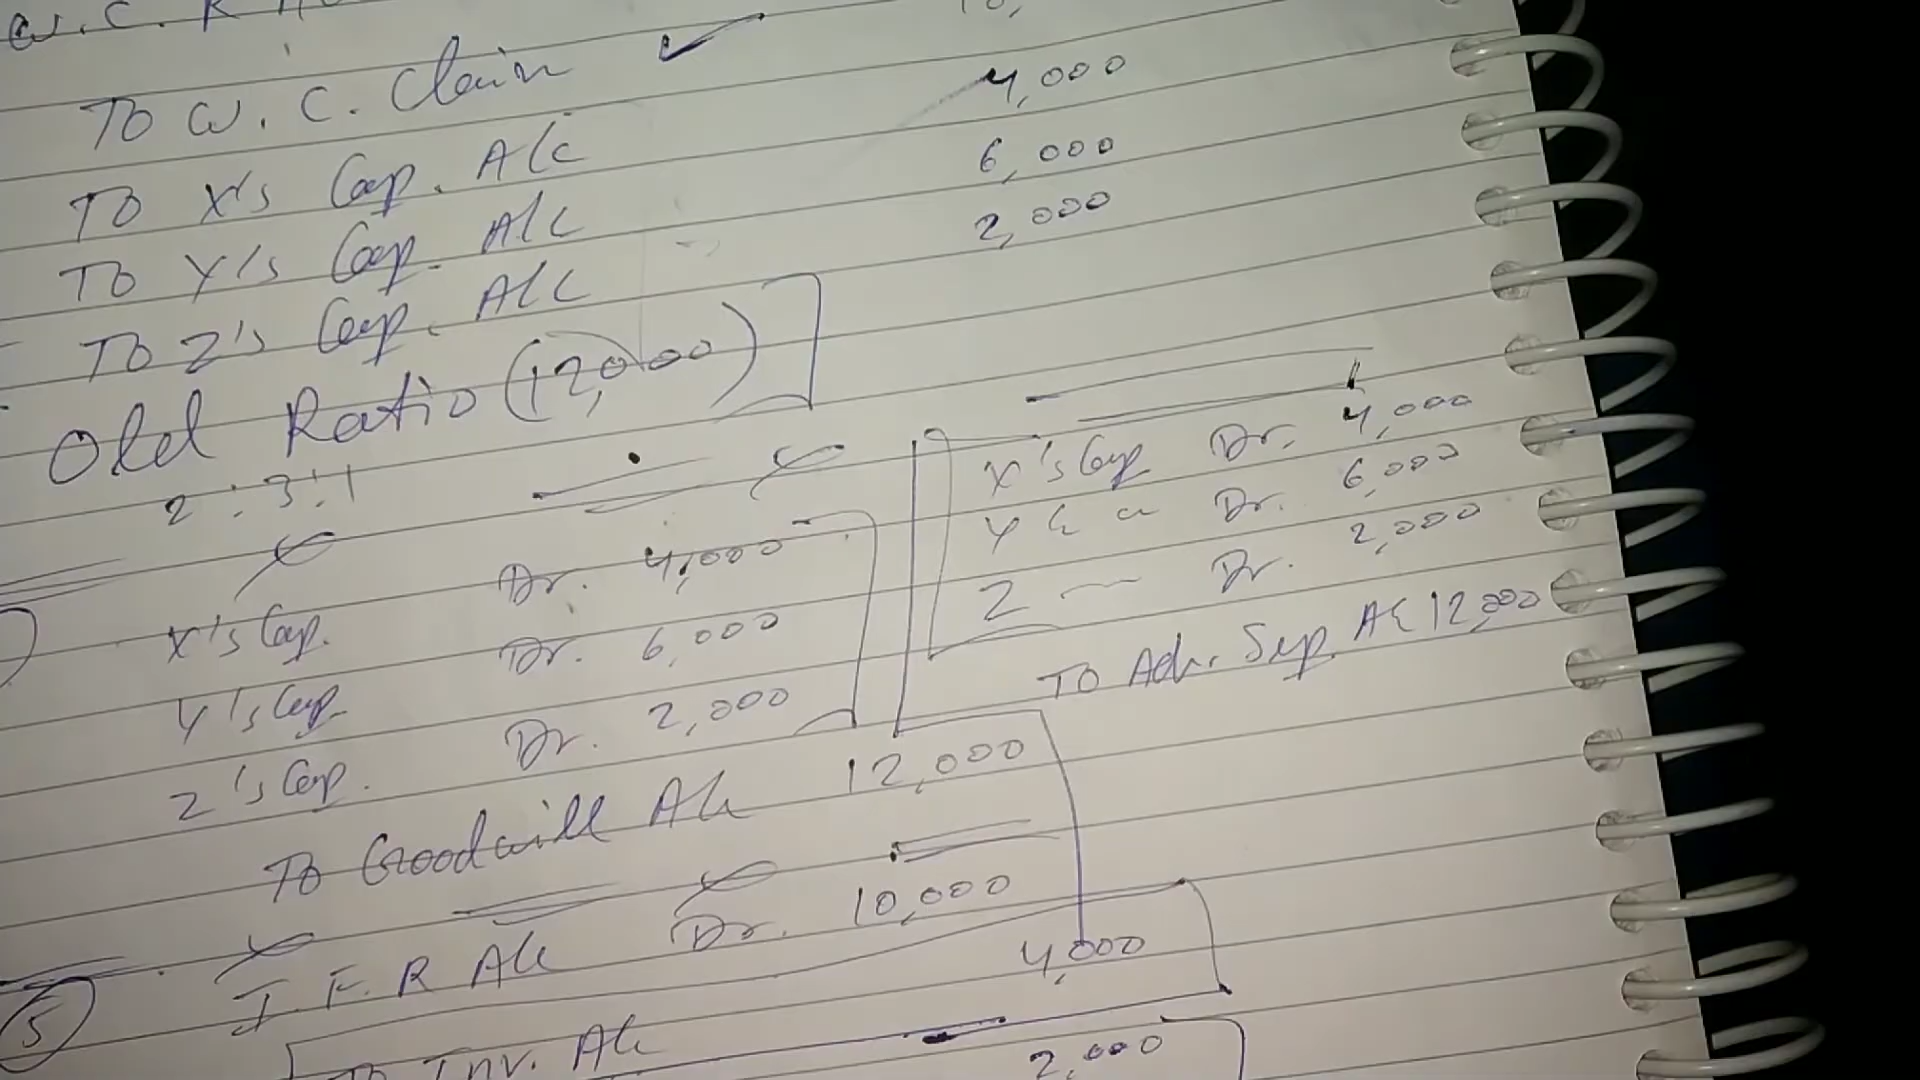 W. C. R
To W. C. Claim 10,
To X's Cap. A/c 4,000
To Y's Cap. A/c 6,000
To Z's Cap. A/c 2,000
Old Ratio (12,000)
2 : 3 : 1
X's Cap. Dr. 4,000
Y's Cap. Dr. 6,000
Z's Cap. Dr. 2,000
To Goodwill A/c 12,000
X's Cap Dr. 4,000
Y Dr. 6,000
Z Dr. 2,000
To Adv. Sup. A/c 12,000
5 I. F. R A/c Dr. 10,000
To Inv. A/c 4,000
2,000